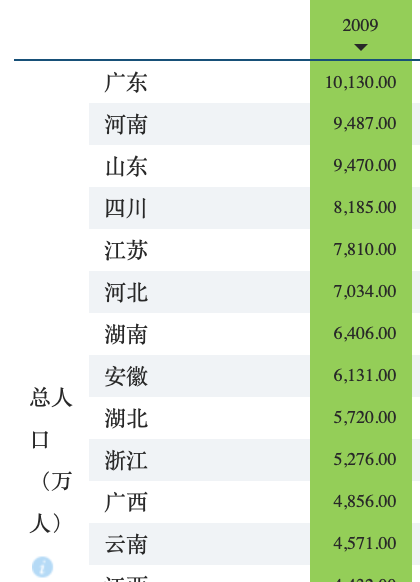 2009
广东 10,130.00
河南 9,487.00
山东 9,470.00
四川 8,185.00
江苏 7,810.00
河北 7,034.00
湖南 6,406.00
安徽 6,131.00
湖北 5,720.00
浙江 5,276.00
广西 4,856.00
云南 4,571.00
总人
口
（万
人）
i